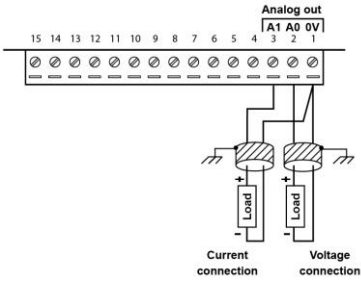 Analog out
A1 A0 0V
15 14 13 12 11 10 9 8 7 6 5 4 3 2 1
+ +
Load Load
- -
Current connection
Voltage connection